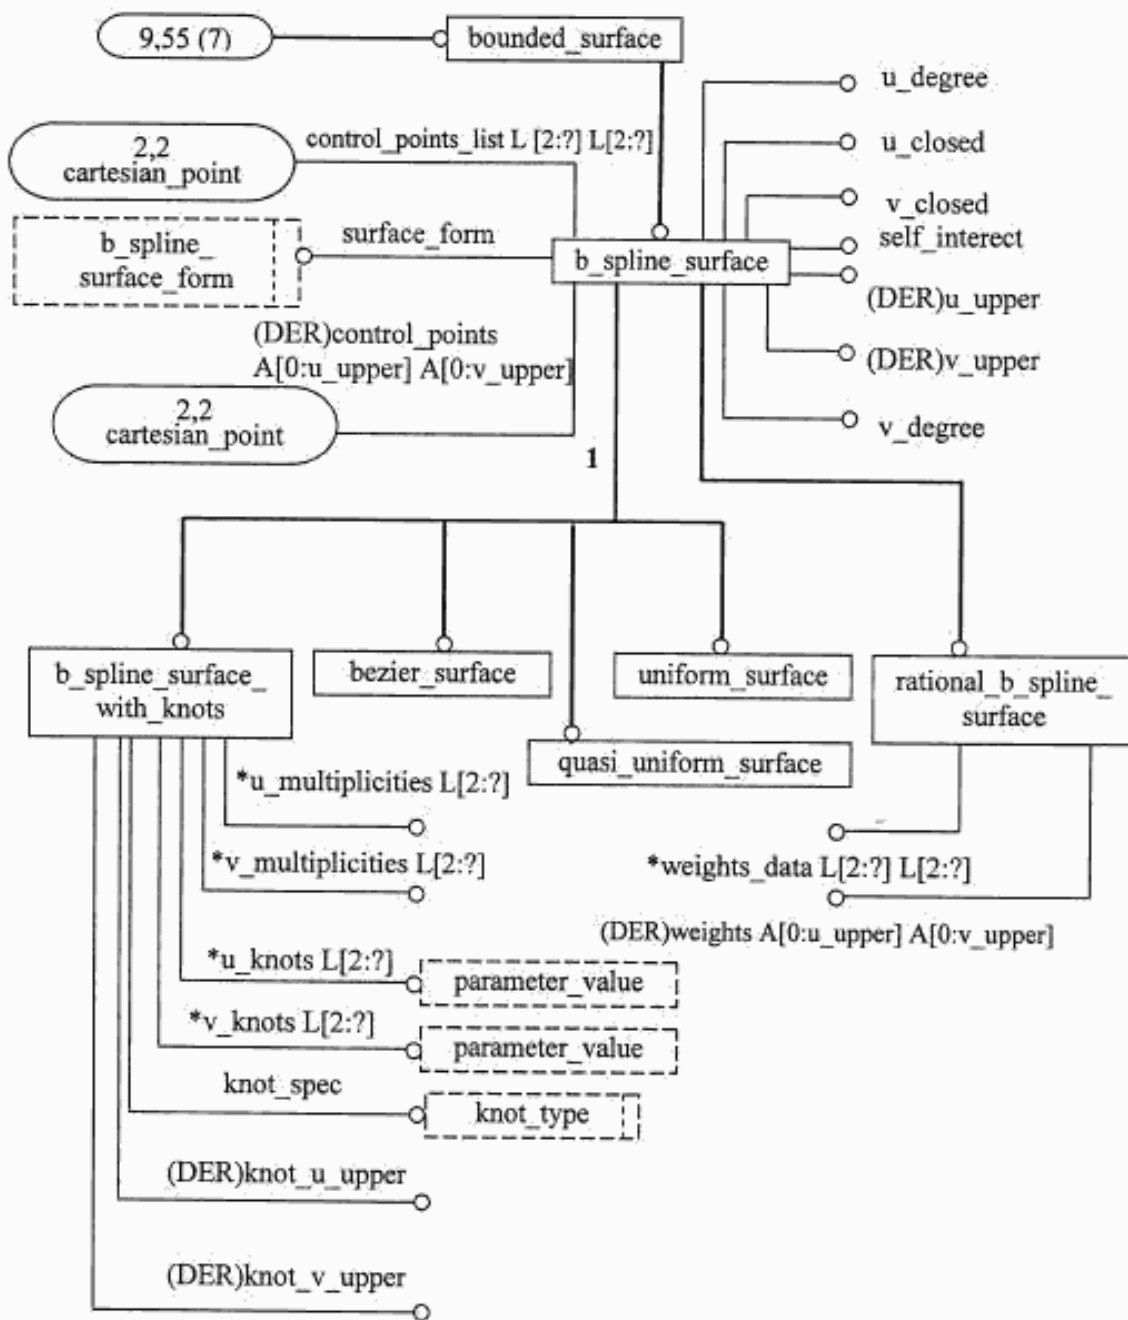 9,55 (7)
bounded_surface
u_degree
2,2
cartesian_point
control_points_list L [2:?] L[2:?]
u_closed
v_closed
b_spline_
surface_form
surface_form
b_spline_surface
self_interect
(DER)u_upper
(DER)control_points
A[0:u_upper] A[0:v_upper]
(DER)v_upper
2,2
cartesian_point
v_degree
1
b_spline_surface_
with_knots
bezier_surface
uniform_surface
rational_b_spline_
surface
quasi_uniform_surface
*u_multiplicities L[2:?]
*v_multiplicities L[2:?]
*weights_data L[2:?] L[2:?]
(DER)weights A[0:u_upper] A[0:v_upper]
*u_knots L[2:?]
parameter_value
*v_knots L[2:?]
parameter_value
knot_spec
knot_type
(DER)knot_u_upper
(DER)knot_v_upper